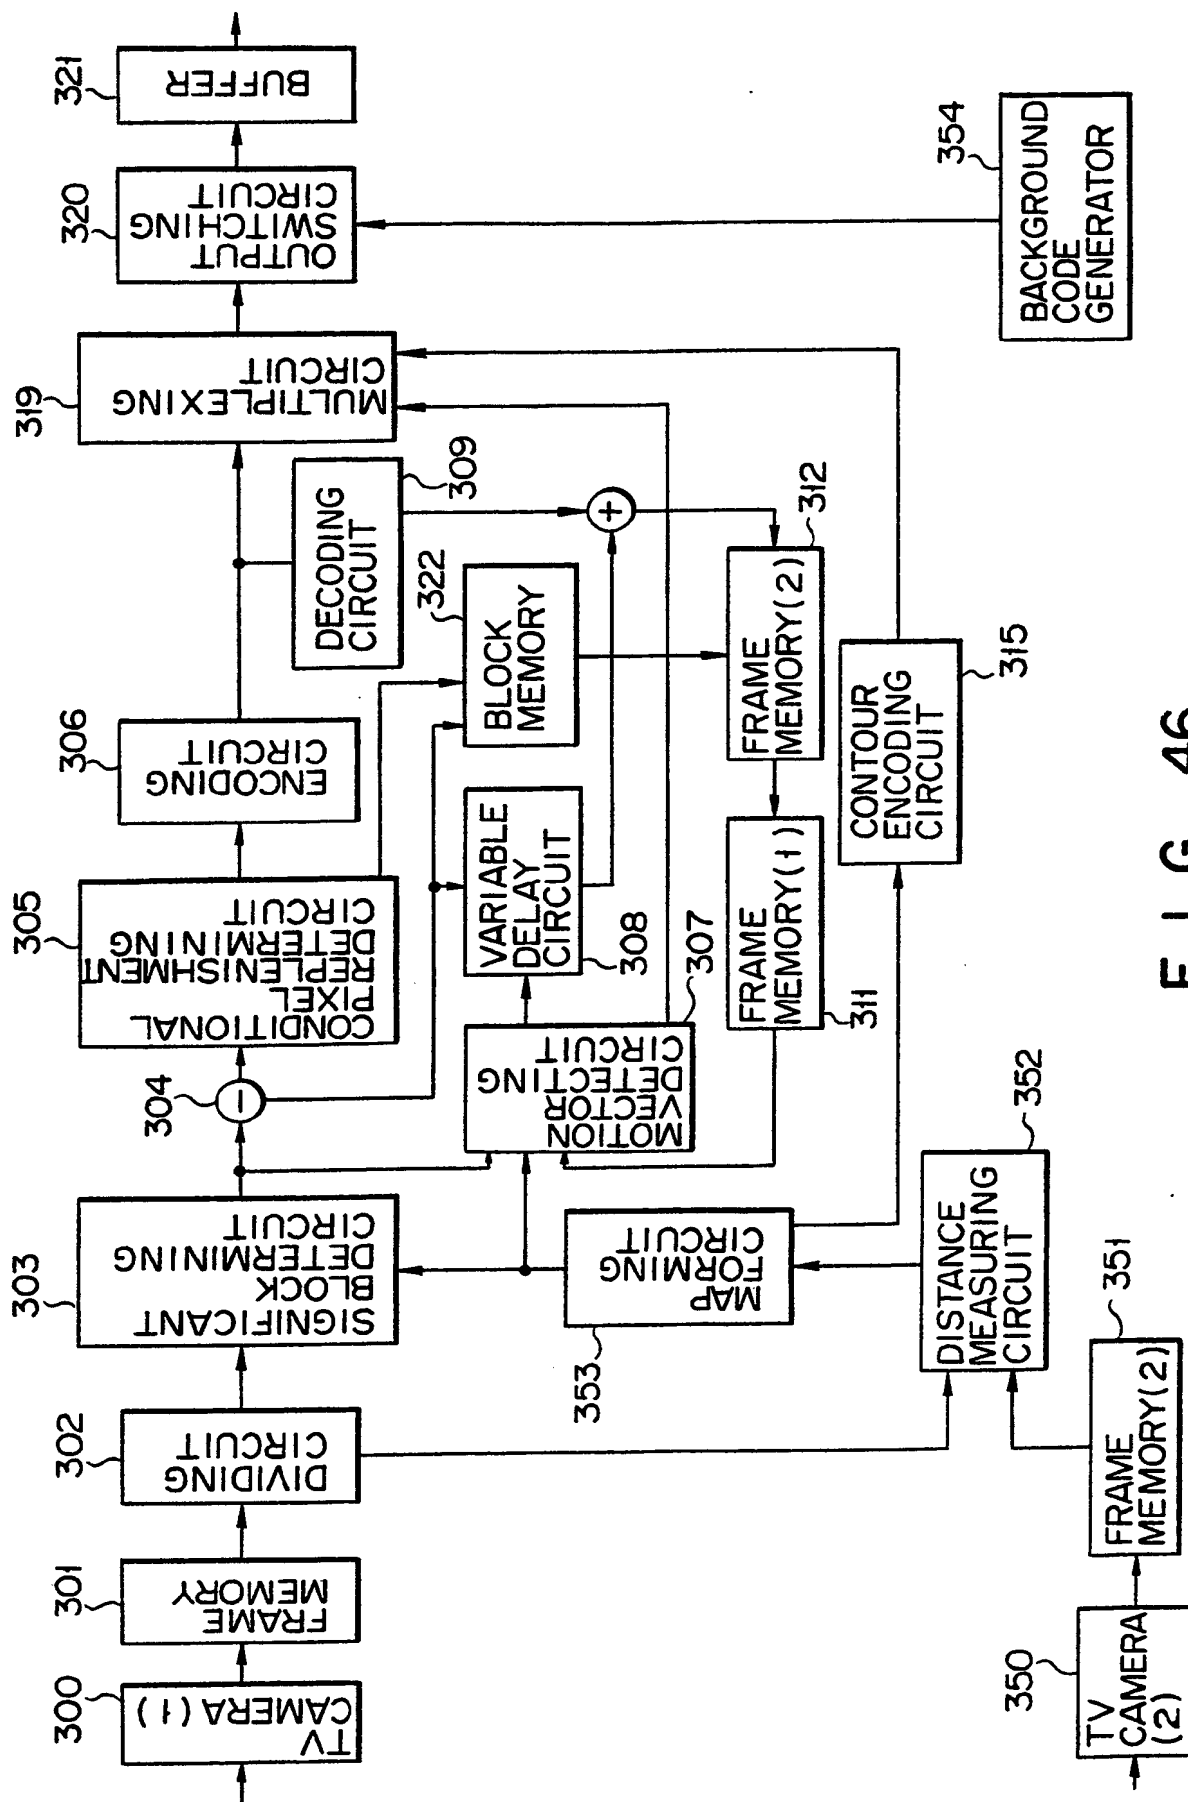 300
TV
CAMERA (1)
301
FRAME
MEMORY
302
DIVIDING
CIRCUIT
303
SIGNIFICANT
BLOCK
DETERMINING
CIRCUIT
304
−
305
CONDITIONAL
PIXEL
REPLENISHMENT
DETERMINING
CIRCUIT
306
ENCODING
CIRCUIT
319
MULTIPLEXING
CIRCUIT
320
OUTPUT
SWITCHING
CIRCUIT
321
BUFFER
DECODING
CIRCUIT
309
MOTION
VECTOR
DETECTING
CIRCUIT
307
VARIABLE
DELAY
CIRCUIT
308
BLOCK
MEMORY
322
+
353
MAP
FORMING
CIRCUIT
FRAME
MEMORY(1)
311
FRAME
MEMORY(2)
312
CONTOUR
ENCODING
CIRCUIT
315
DISTANCE
MEASURING
CIRCUIT
352
350
TV
CAMERA
(2)
FRAME
MEMORY(2)
351
354
BACKGROUND
CODE
GENERATOR
FIG. 46